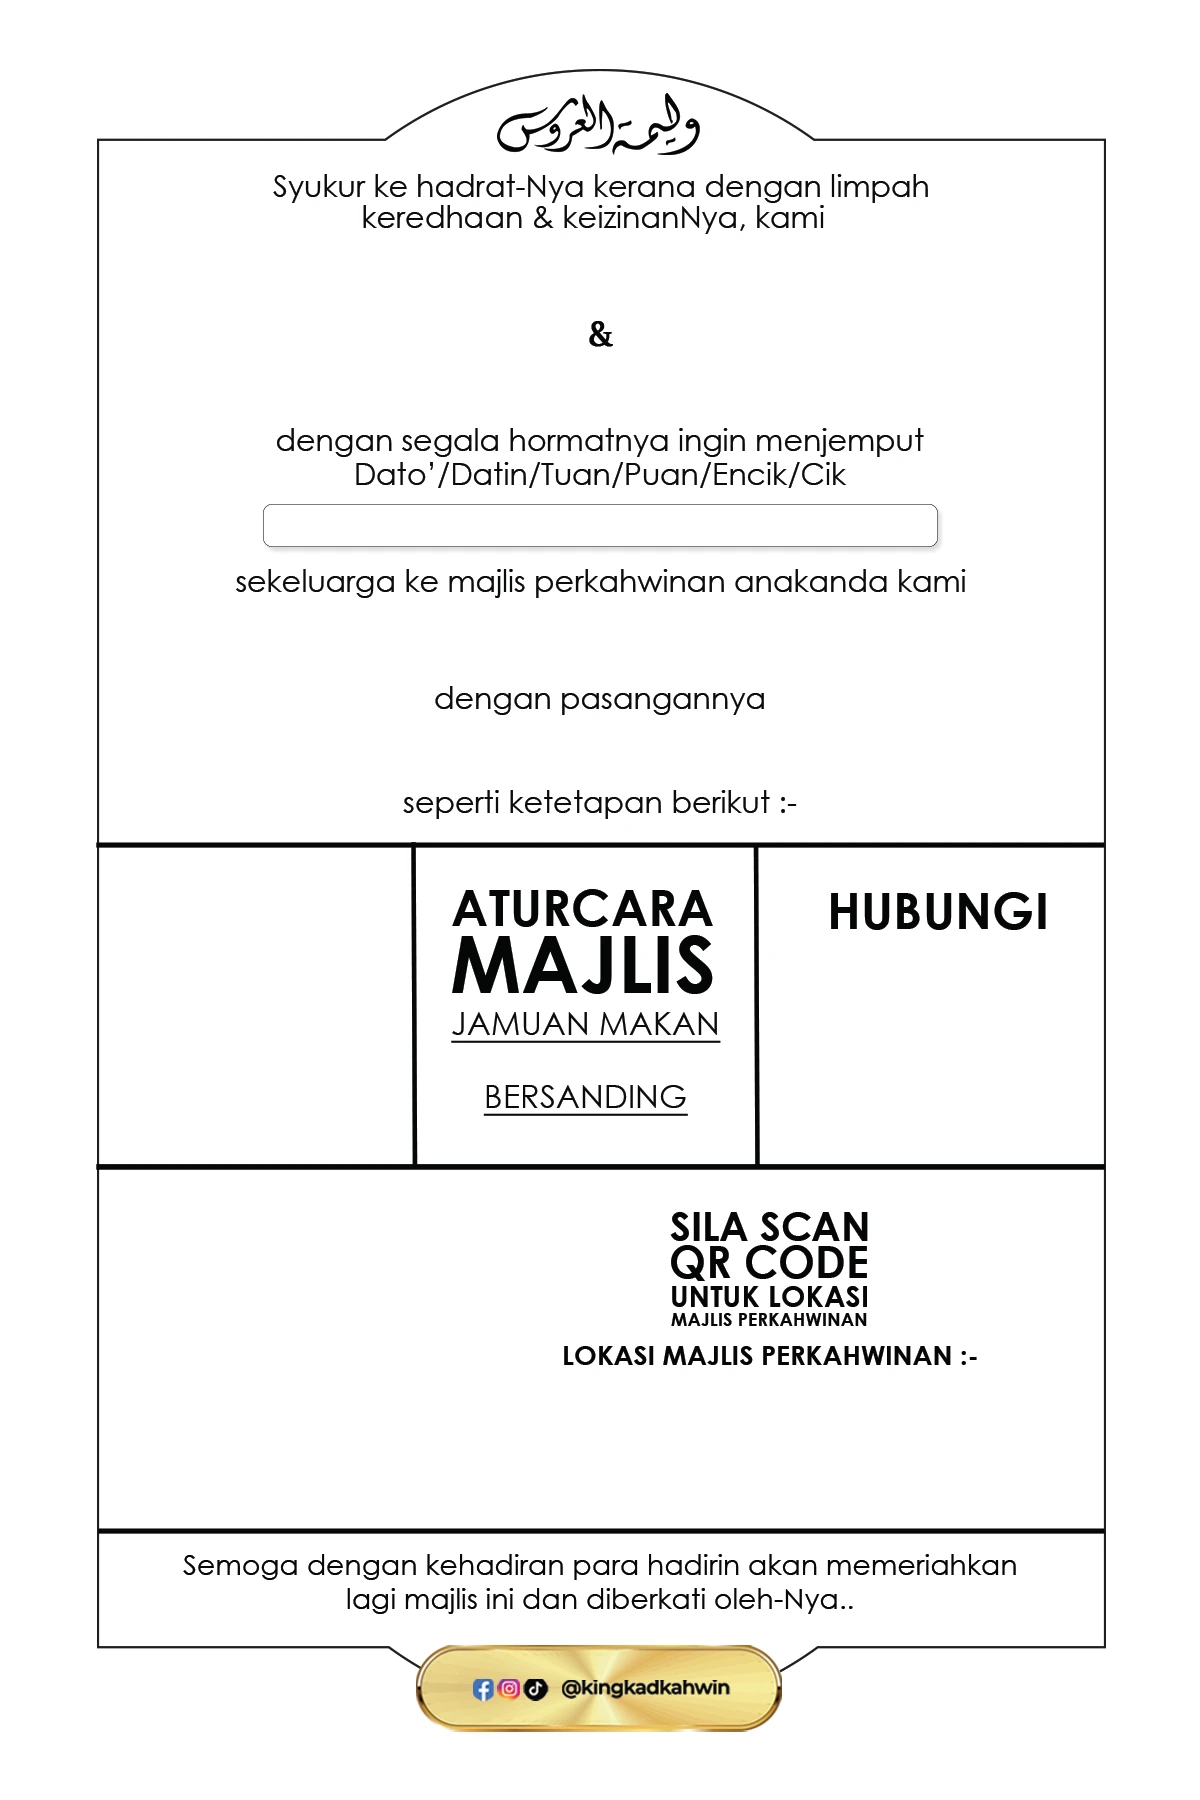 وليمة العروس
Syukur ke hadrat-Nya kerana dengan limpah
keredhaan & keizinanNya, kami
&
dengan segala hormatnya ingin menjemput
Dato’/Datin/Tuan/Puan/Encik/Cik
sekeluarga ke majlis perkahwinan anakanda kami
dengan pasangannya
seperti ketetapan berikut :-
ATURCARA
MAJLIS
JAMUAN MAKAN
BERSANDING
HUBUNGI
SILA SCAN
QR CODE
UNTUK LOKASI
MAJLIS PERKAHWINAN
LOKASI MAJLIS PERKAHWINAN :-
Semoga dengan kehadiran para hadirin akan memeriahkan
lagi majlis ini dan diberkati oleh-Nya..
@kingkadkahwin